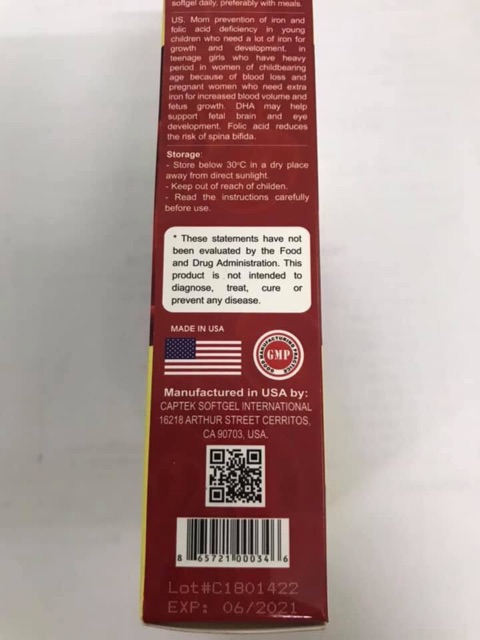 softgel daily, preferably with meals.
US. Mom prevention of iron and
folic acid deficiency in young
children who need a lot of iron for
growth and development. in
teenage girls who have heavy
period in women of childbearing
age because of blood loss and
pregnant women who need extra
iron for increased blood volume and
fetus growth. DHA may help
support fetal brain and eye
development. Folic acid reduces
the risk of spina bifida.
Storage:
- Store below 30°C in a dry place
away from direct sunlight.
- Keep out of reach of childen.
- Read the instructions carefully
before use.
* These statements have not
been evaluated by the Food
and Drug Administration. This
product is not intended to
diagnose, treat, cure or
prevent any disease.
MADE IN USA
GOOD MANUFACTURING PRACTICE
GMP
Manufactured in USA by:
CAPTEK SOFTGEL INTERNATIONAL
16218 ARTHUR STREET CERRITOS,
CA 90703, USA.
8 65721 00034 6
Lot#C1801422
EXP: 06/2021